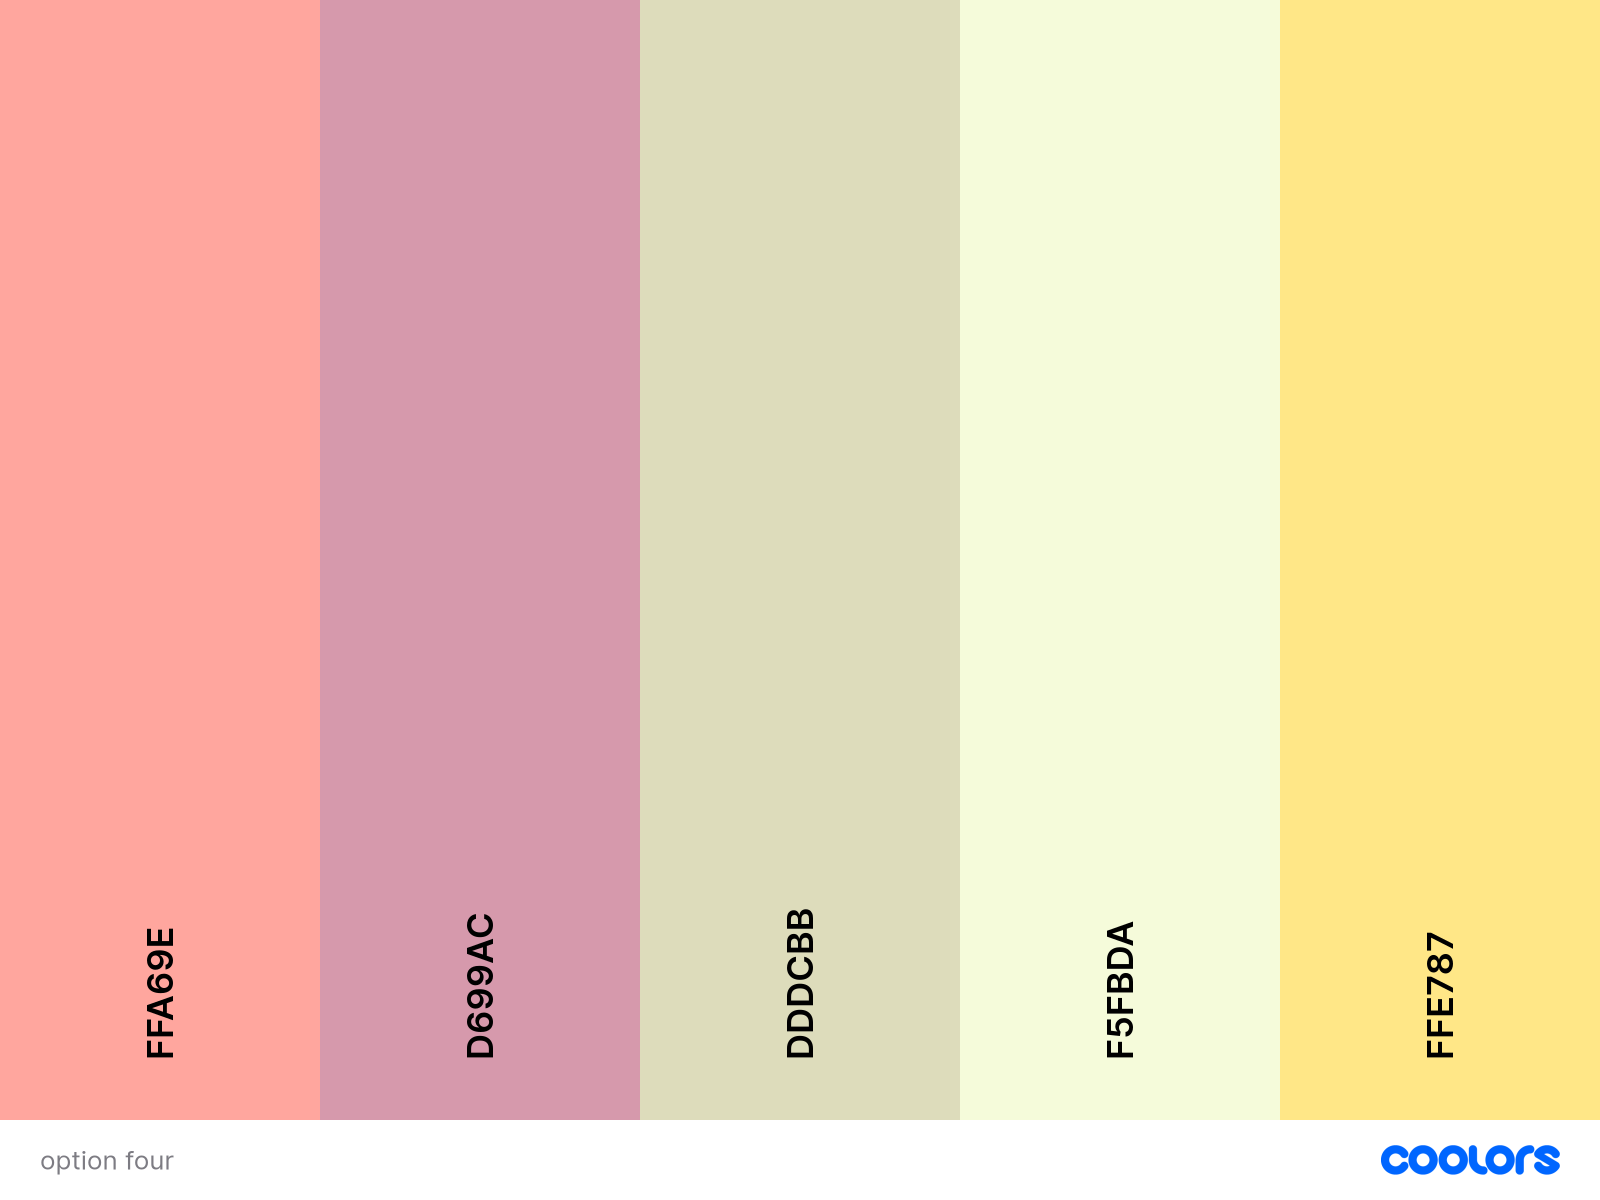 FFA69E
D699AC
DDDCBB
F5FBDA
FFE787
option four
coolors